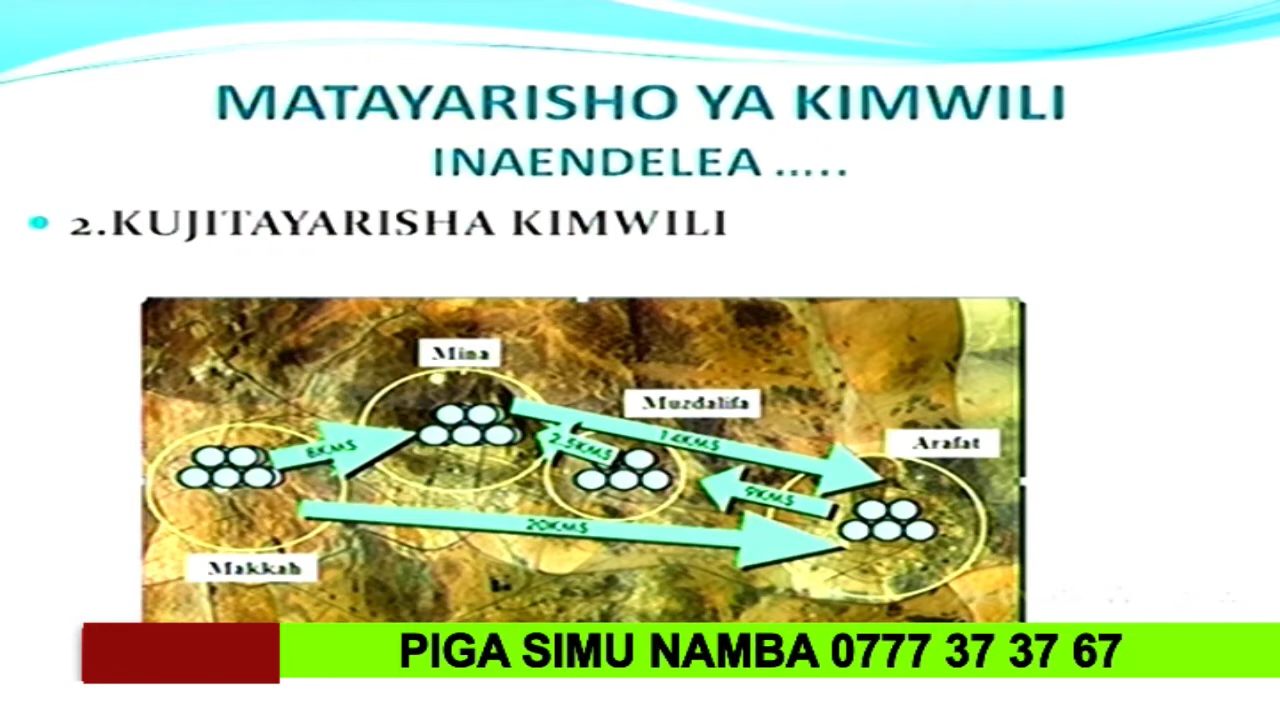 MATAYARISHO YA KIMWILI
INAENDELEA .....
2.KUJITAYARISHA KIMWILI
Mina
Muzdalifa
14KMS
Arafat
8KMS
2.5KMS
9KMS
20KMS
Makkah
PIGA SIMU NAMBA 0777 37 37 67